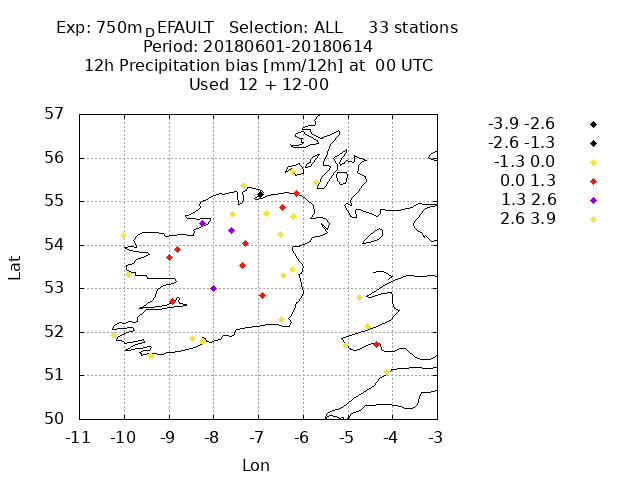 Exp: 750m_DEFAULT Selection: ALL 33 stations
Period: 20180601-20180614
12h Precipitation bias [mm/12h] at 00 UTC
Used 12 + 12-00
57
56
55
54
53
52
51
50
-11 -10 -9 -8 -7 -6 -5 -4 -3
Lat
Lon
-3.9 -2.6
-2.6 -1.3
-1.3 0.0
0.0 1.3
1.3 2.6
2.6 3.9